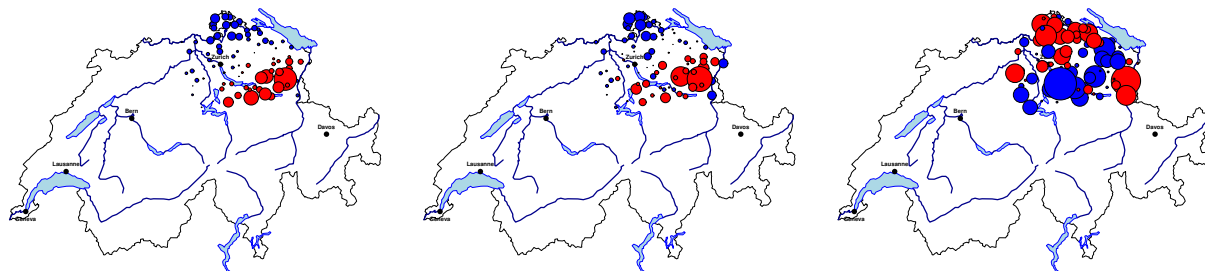 Zurich
Bern
Davos
Lausanne
Geneva
Zurich
Bern
Davos
Lausanne
Geneva
Bern
Davos
Lausanne
Geneva